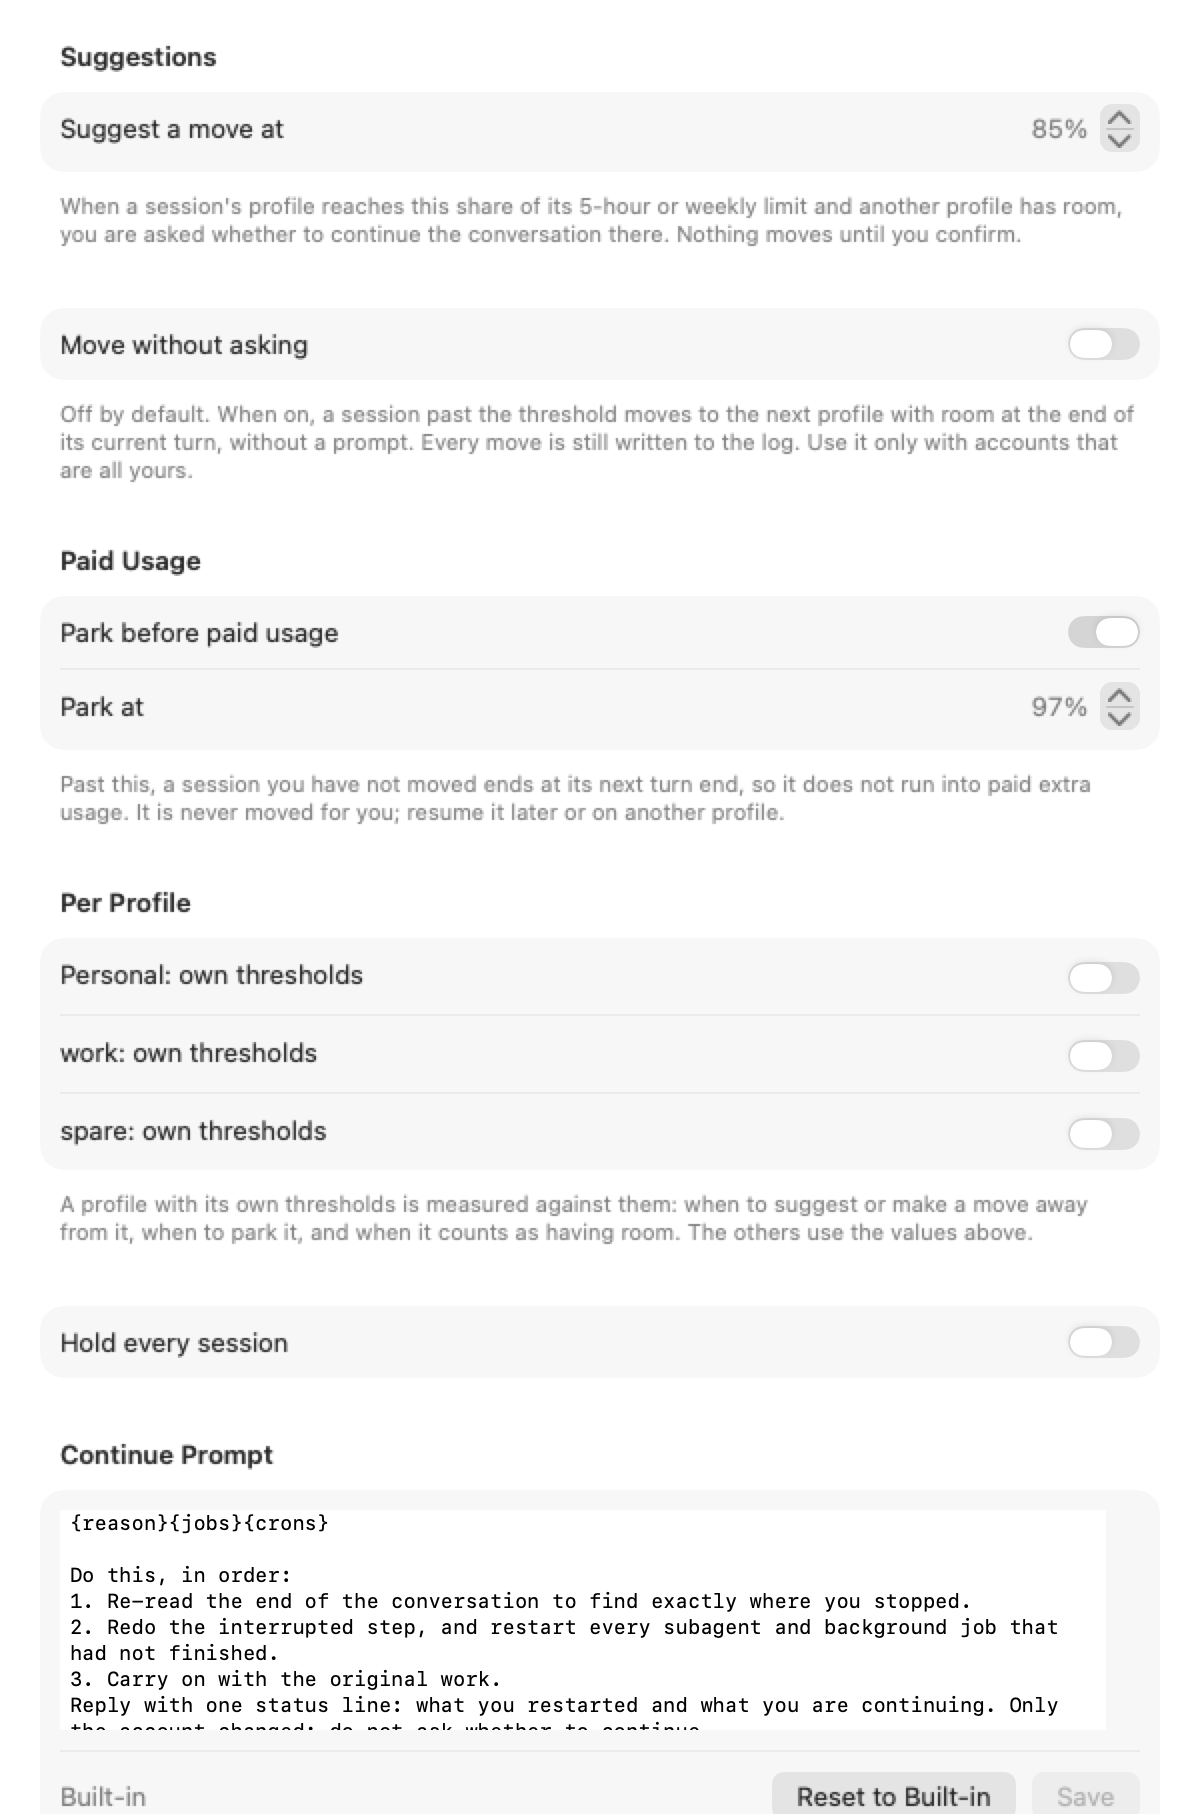 Suggestions
Suggest a move at 85%
When a session's profile reaches this share of its 5-hour or weekly limit and another profile has room,
you are asked whether to continue the conversation there. Nothing moves until you confirm.
Move without asking
Off by default. When on, a session past the threshold moves to the next profile with room at the end of
its current turn, without a prompt. Every move is still written to the log. Use it only with accounts that
are all yours.
Paid Usage
Park before paid usage
Park at 97%
Past this, a session you have not moved ends at its next turn end, so it does not run into paid extra
usage. It is never moved for you; resume it later or on another profile.
Per Profile
Personal: own thresholds
work: own thresholds
spare: own thresholds
A profile with its own thresholds is measured against them: when to suggest or make a move away
from it, when to park it, and when it counts as having room. The others use the values above.
Hold every session
Continue Prompt
{reason}{jobs}{crons}
Do this, in order:
1. Re-read the end of the conversation to find exactly where you stopped.
2. Redo the interrupted step, and restart every subagent and background job that
had not finished.
3. Carry on with the original work.
Reply with one status line: what you restarted and what you are continuing. Only
the account changed; do not ask whether to continue
Built-in Reset to Built-in Save